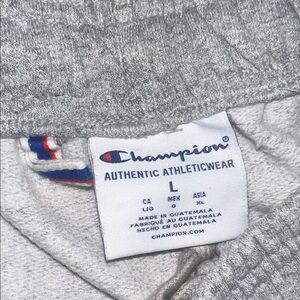 Champion®
AUTHENTIC ATHLETICWEAR
L
CA MEX ASIA
L/G G XL
MADE IN GUATEMALA
FABRIQUÉ AU GUATEMALA
HECHO EN GUATEMALA
CHAMPION.COM